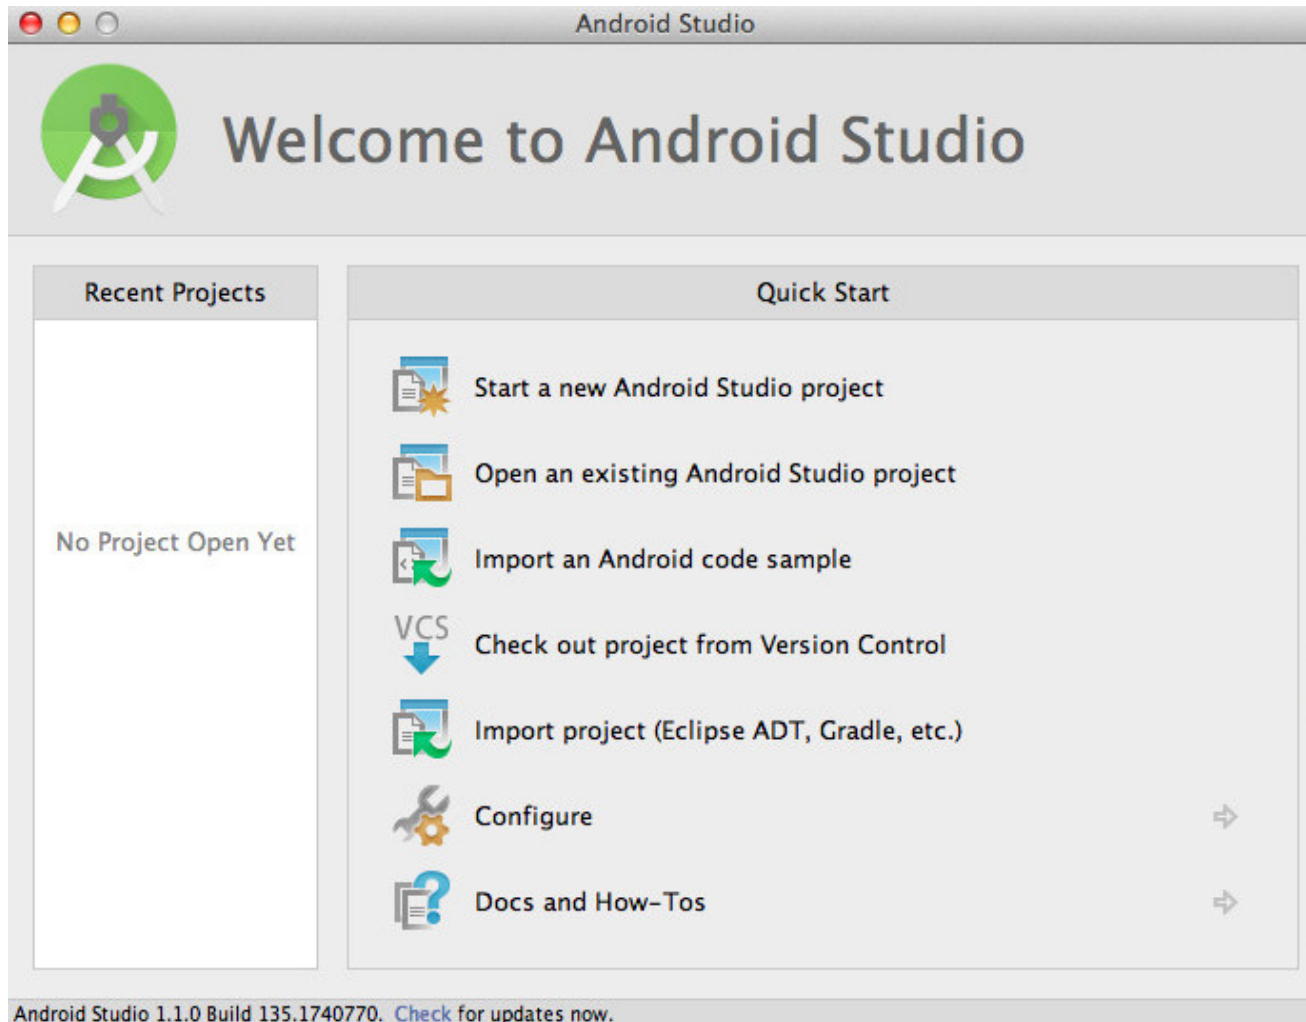 Android Studio
Welcome to Android Studio
Recent Projects
No Project Open Yet
Quick Start
Start a new Android Studio project
Open an existing Android Studio project
Import an Android code sample
VCS
Check out project from Version Control
Import project (Eclipse ADT, Gradle, etc.)
Configure
Docs and How-Tos
Android Studio 1.1.0 Build 135.1740770. Check for updates now.